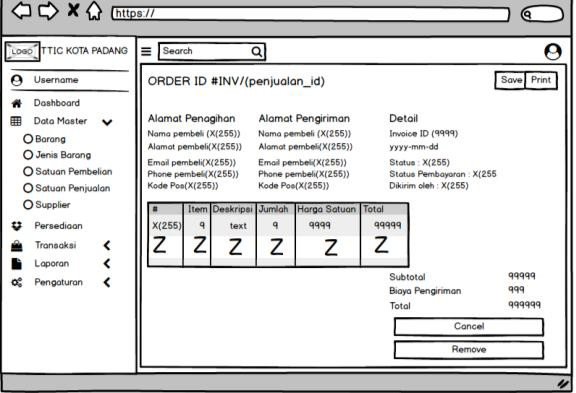 https://
LOGO TTIC KOTA PADANG
Search
Username
Dashboard
Data Master
Barang
Jenis Barang
Satuan Pembelian
Satuan Penjualan
Supplier
Persediaan
Transaksi
Laporan
Pengaturan
ORDER ID #INV/(penjualan_id)
Save Print
Alamat Penagihan
Nama pembeli (X(255))
Alamat pembeli(X(255))
Email pembeli(X(255))
Phone pembeli(X(255))
Kode Pos(X(255))
Alamat Pengiriman
Nama pembeli (X(255))
Alamat pembeli(X(255))
Email pembeli(X(255))
Phone pembeli(X(255))
Kode Pos(X(255))
Detail
Invoice ID (9999)
yyyy-mm-dd
Status : X(255)
Status Pembayaran : X(255
Dikirim oleh : X(255)
# Item Deskripsi Jumlah Harga Satuan Total
X(255) 9 text 9 9999 99999
Z Z Z Z Z Z
Subtotal 99999
Biaya Pengiriman 999
Total 999999
Cancel
Remove